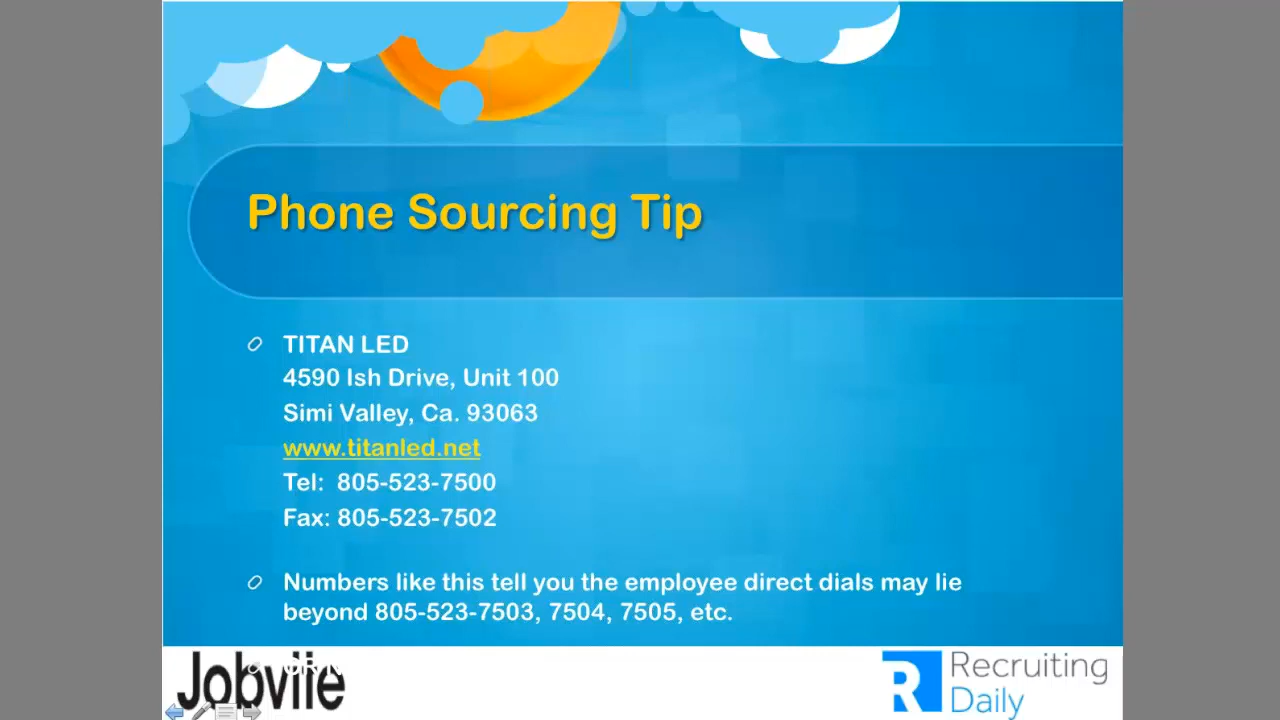 Phone Sourcing Tip
TITAN LED
4590 Ish Drive, Unit 100
Simi Valley, Ca. 93063
www.titanled.net
Tel: 805-523-7500
Fax: 805-523-7502
Numbers like this tell you the employee direct dials may lie
beyond 805-523-7503, 7504, 7505, etc.
Jobvite
Recruiting
Daily